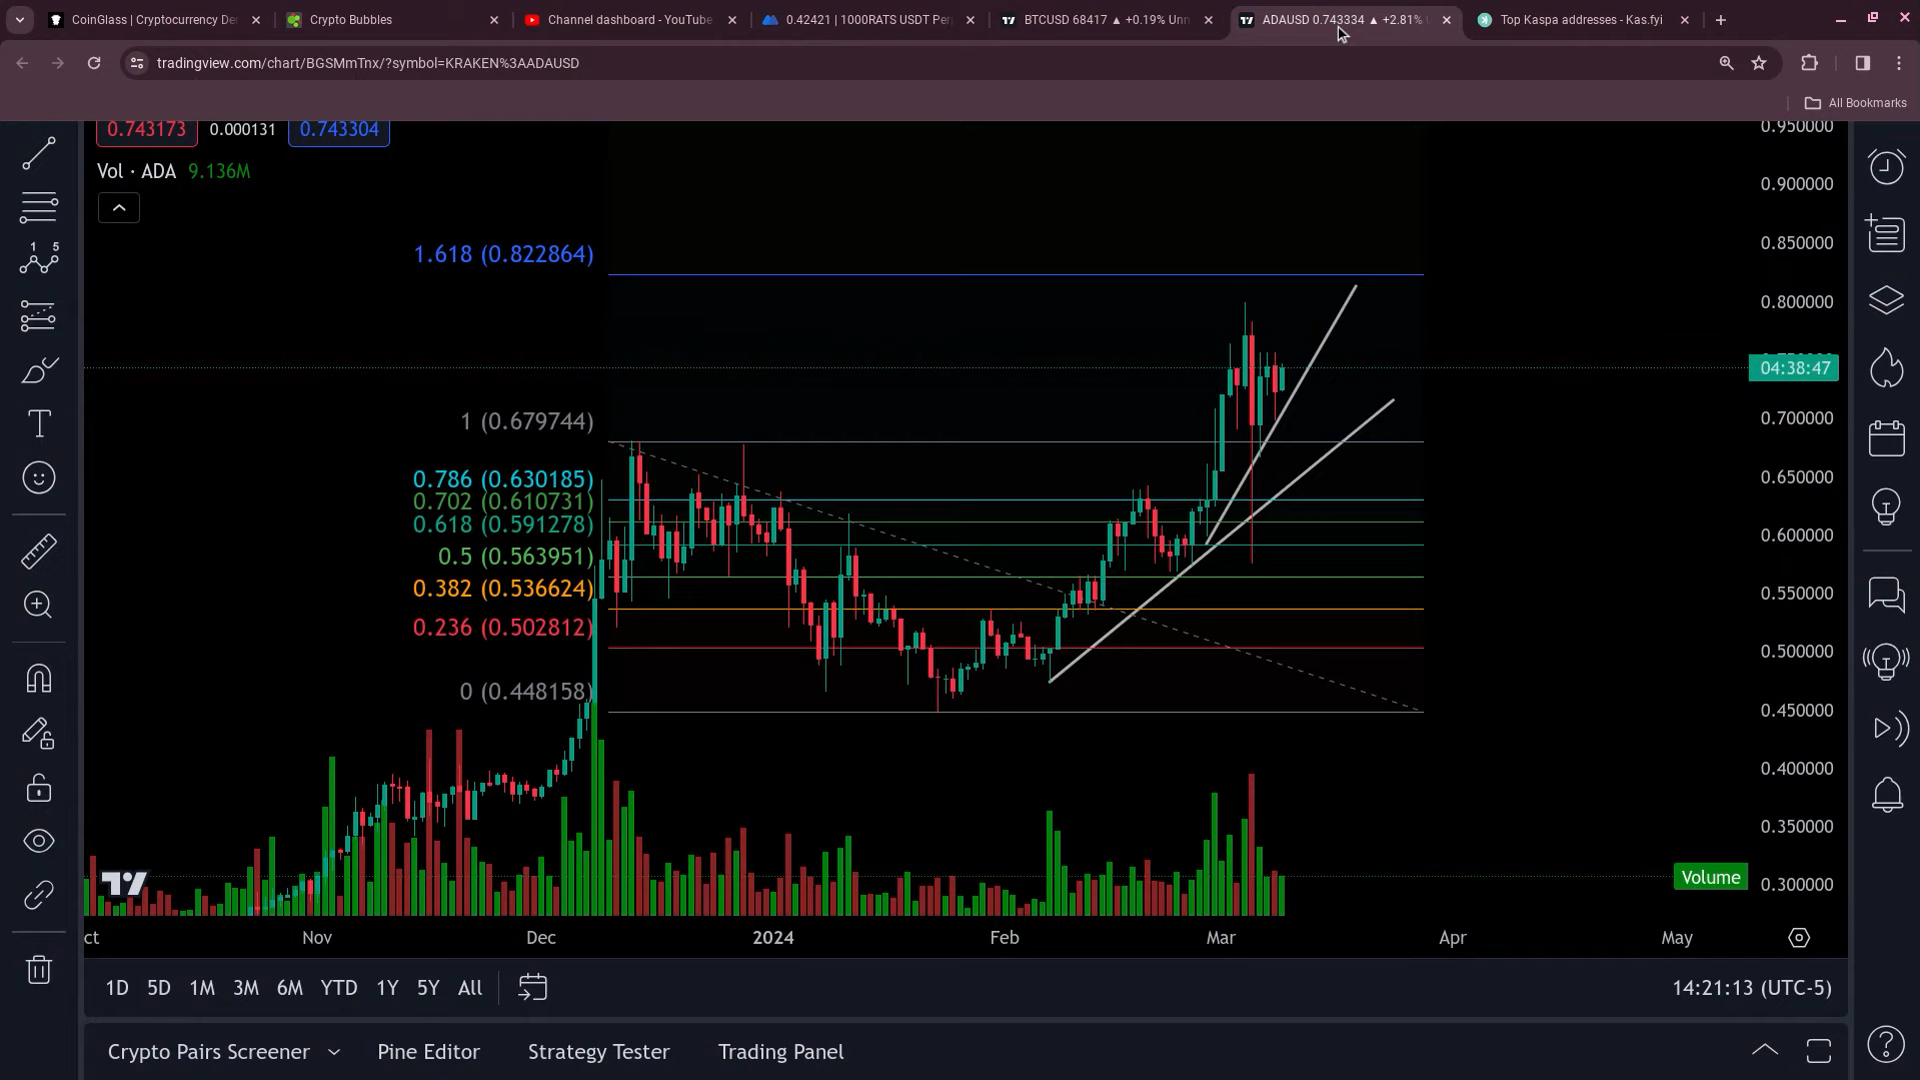 CoinGlass | Cryptocurrency De
Crypto Bubbles
Channel dashboard - YouTube
0.42421 | 1000RATS USDT Per
BTCUSD 68417 ▲ +0.19% Unn
ADAUSD 0.743334 ▲ +2.81%
Top Kaspa addresses - Kas.fyi
tradingview.com/chart/BGSMmTnx/?symbol=KRAKEN%3AADAUSD
All Bookmarks
0.743173 0.000131 0.743304
Vol · ADA 9.136M
1.618 (0.822864)
1 (0.679744)
0.786 (0.630185)
0.702 (0.610731)
0.618 (0.591278)
0.5 (0.563951)
0.382 (0.536624)
0.236 (0.502812)
0 (0.448158)
0.950000
0.900000
0.850000
0.800000
04:38:47
0.700000
0.650000
0.600000
0.550000
0.500000
0.450000
0.400000
0.350000
Volume
0.300000
1 5
ct Nov Dec 2024 Feb Mar Apr May
1D 5D 1M 3M 6M YTD 1Y 5Y All
14:21:13 (UTC-5)
Crypto Pairs Screener Pine Editor Strategy Tester Trading Panel